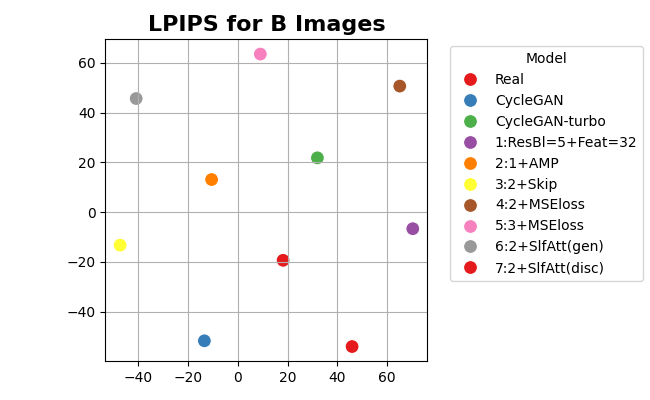 LPIPS for B Images
60
40
20
0
−20
−40
−40
−20
0
20
40
60
Model
Real
CycleGAN
CycleGAN-turbo
1:ResBl=5+Feat=32
2:1+AMP
3:2+Skip
4:2+MSEloss
5:3+MSEloss
6:2+SlfAtt(gen)
7:2+SlfAtt(disc)